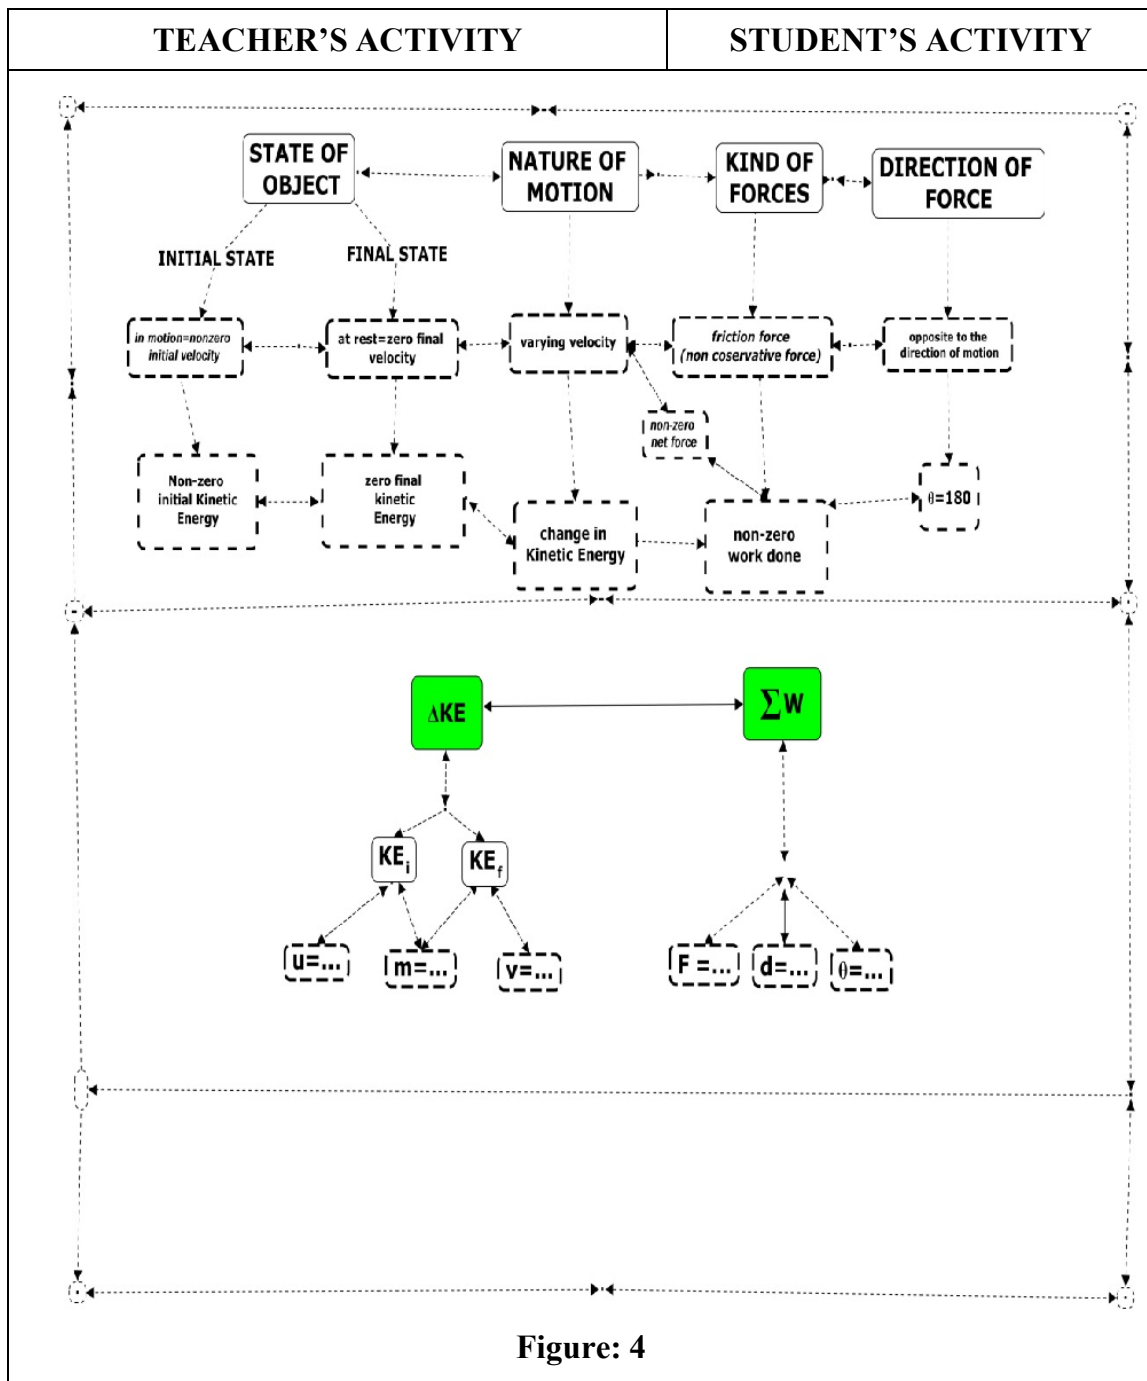 TEACHER'S ACTIVITY
STUDENT'S ACTIVITY
STATE OF
OBJECT
NATURE OF
MOTION
KIND OF
FORCES
DIRECTION OF
FORCE
INITIAL STATE
FINAL STATE
in motion=nonzero
initial velocity
at rest=zero final
velocity
varying velocity
friction force
(non coservative force)
opposite to the
direction of motion
non-zero
net force
Non-zero
initial Kinetic
Energy
zero final
kinetic
Energy
change in
Kinetic Energy
non-zero
work done
θ=180
ΔKE
∑W
KEi
KEf
u=...
m=...
v=...
F =...
d=...
θ=...
Figure: 4